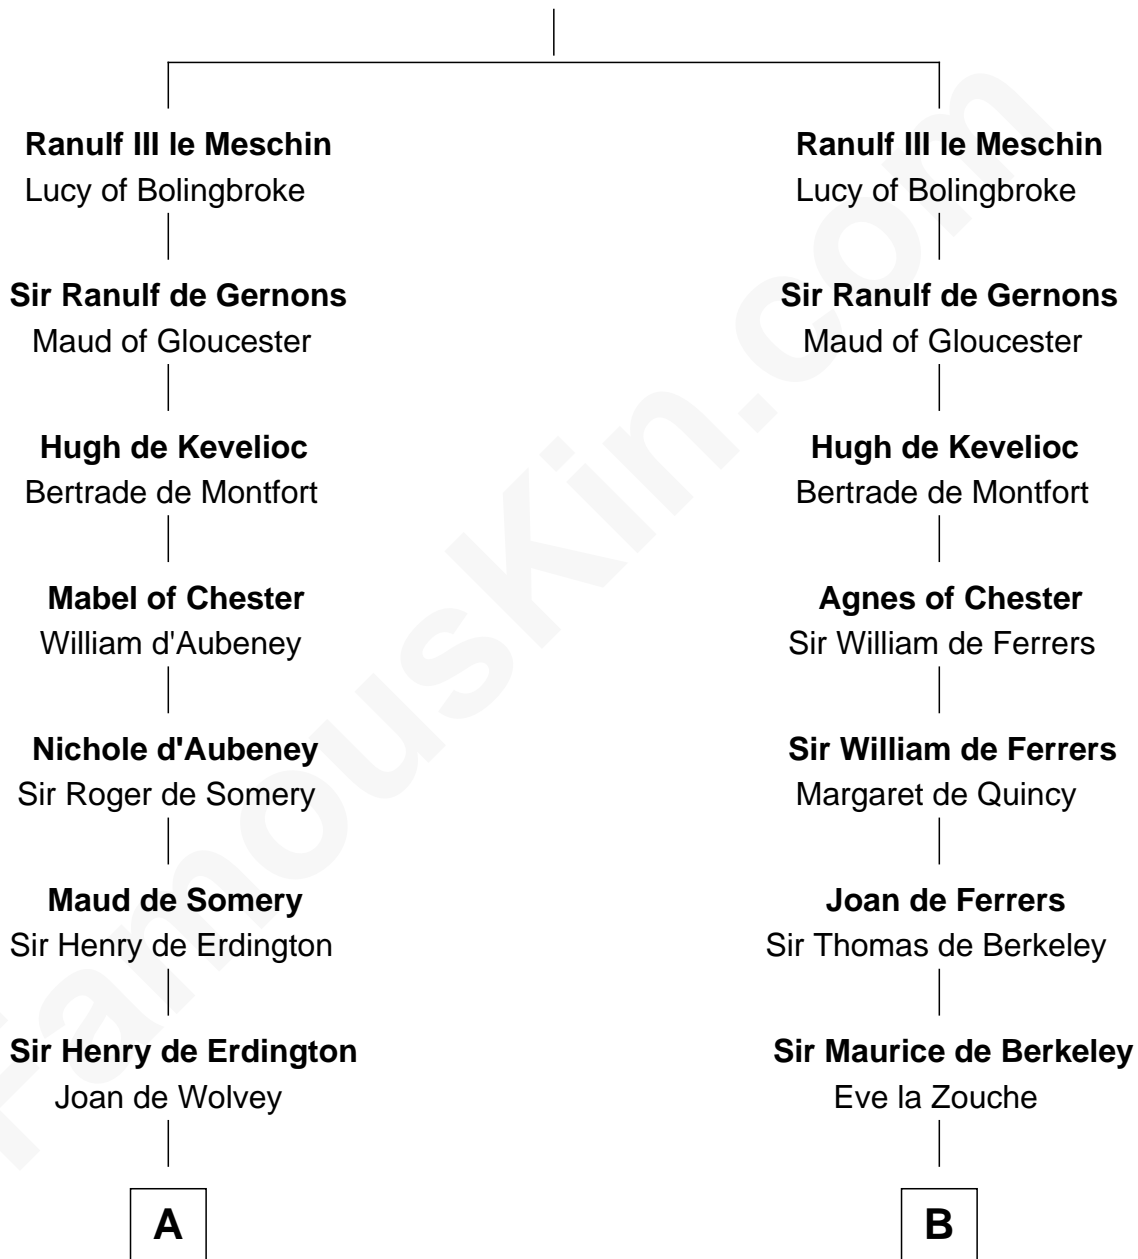 Ranulf III le Meschin
Lucy of Bolingbroke
Sir Ranulf de Gernons
Maud of Gloucester
Hugh de Kevelioc
Bertrade de Montfort
Mabel of Chester
William d'Aubeney
Nichole d'Aubeney
Sir Roger de Somery
Maud de Somery
Sir Henry de Erdington
Sir Henry de Erdington
Joan de Wolvey
A
Ranulf III le Meschin
Lucy of Bolingbroke
Sir Ranulf de Gernons
Maud of Gloucester
Hugh de Kevelioc
Bertrade de Montfort
Agnes of Chester
Sir William de Ferrers
Sir William de Ferrers
Margaret de Quincy
Joan de Ferrers
Sir Thomas de Berkeley
Sir Maurice de Berkeley
Eve la Zouche
B
FamousKin.com